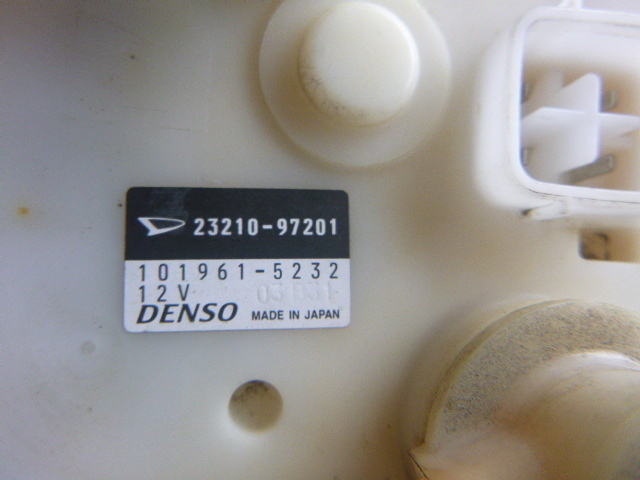 23210-97201
101961-5232
12V
DENSO MADE IN JAPAN